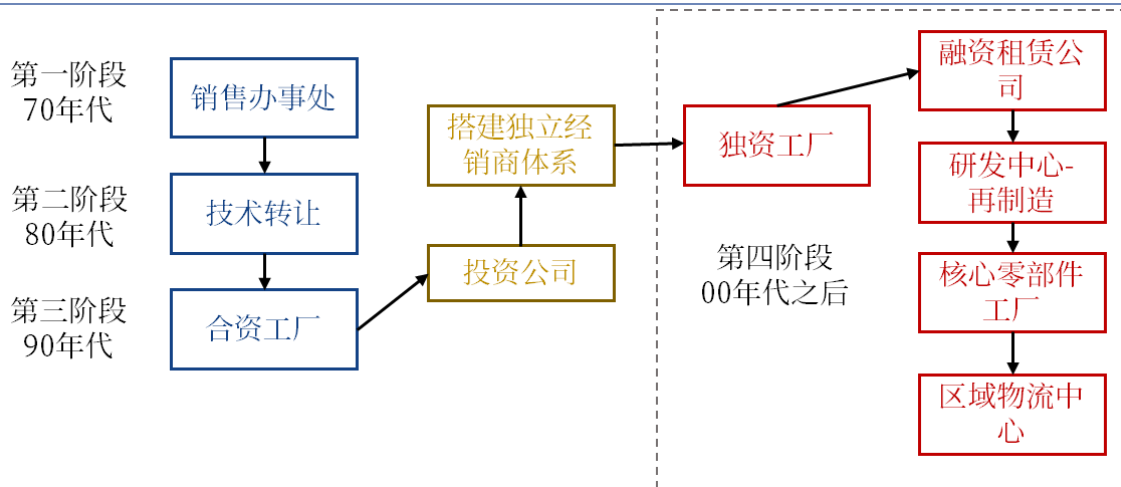 第一阶段
70年代
销售办事处
第二阶段
80年代
技术转让
第三阶段
90年代
合资工厂
投资公司
搭建独立经
销商体系
独资工厂
第四阶段
00年代之后
融资租赁公
司
研发中心-
再制造
核心零部件
工厂
区域物流中
心